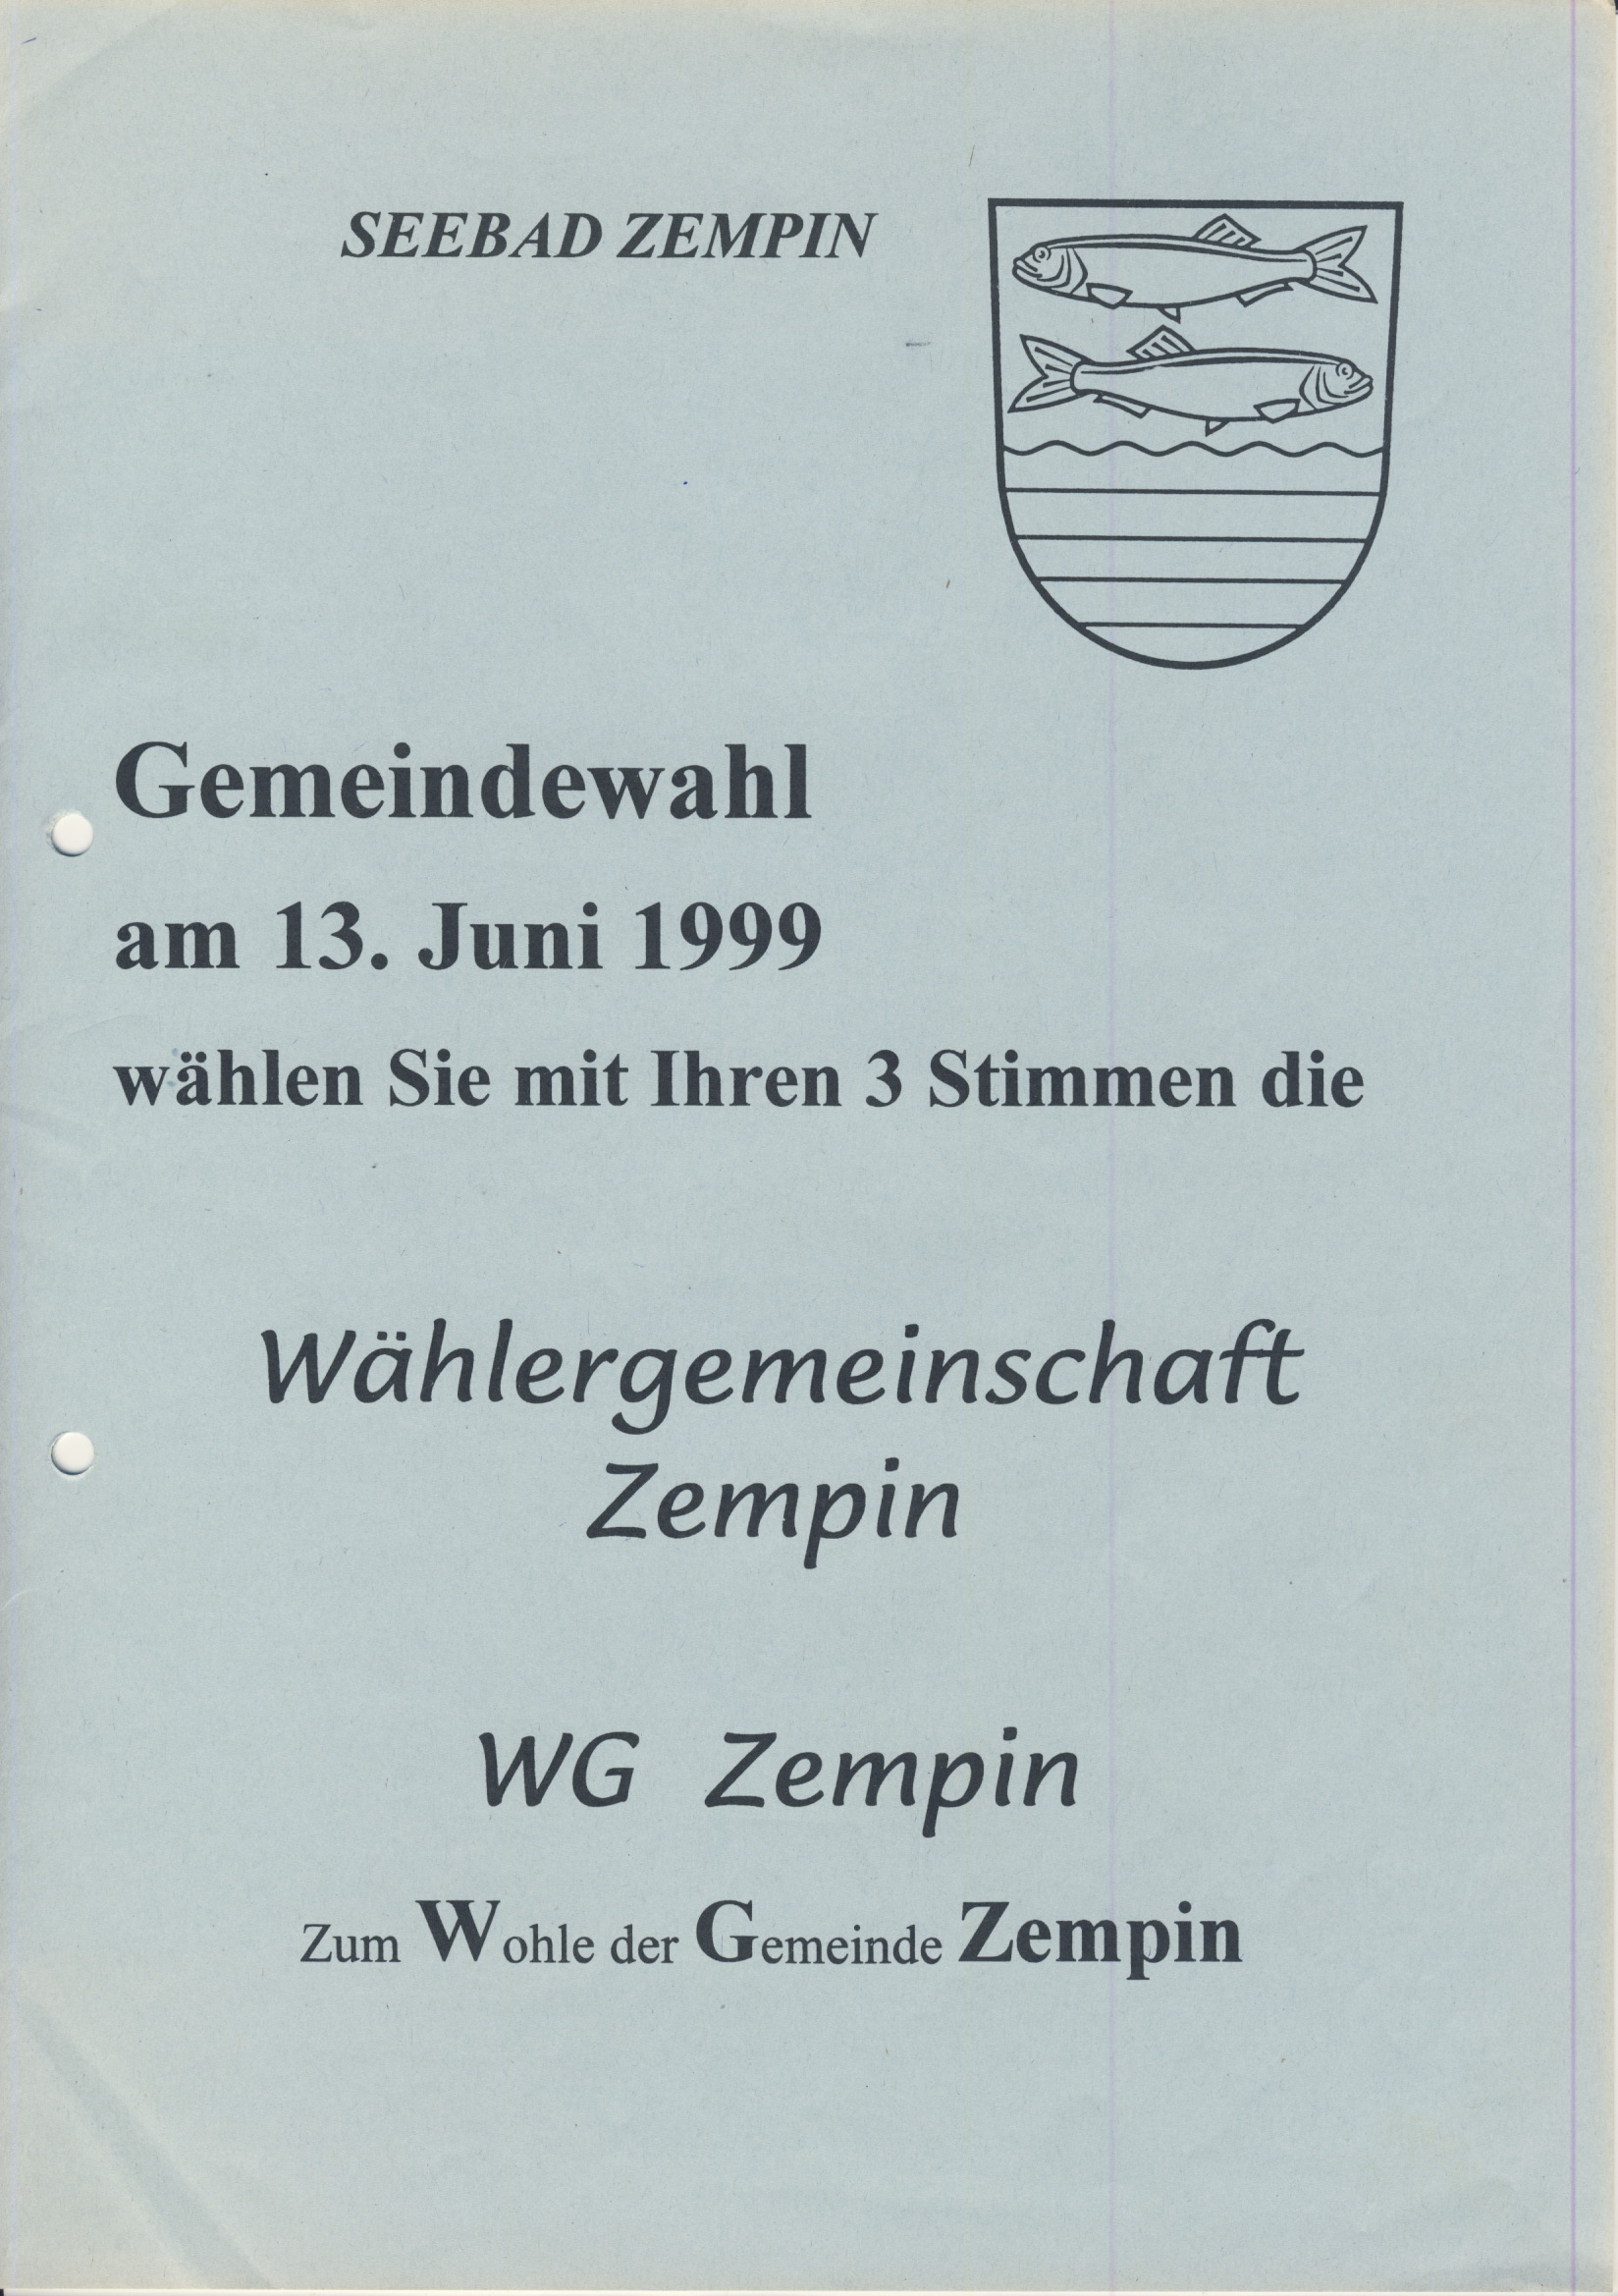 SEEBAD ZEMPIN
Gemeindewahl
am 13. Juni 1999
wählen Sie mit Ihren 3 Stimmen die
Wählergemeinschaft
Zempin
WG Zempin
Zum Wohle der Gemeinde Zempin